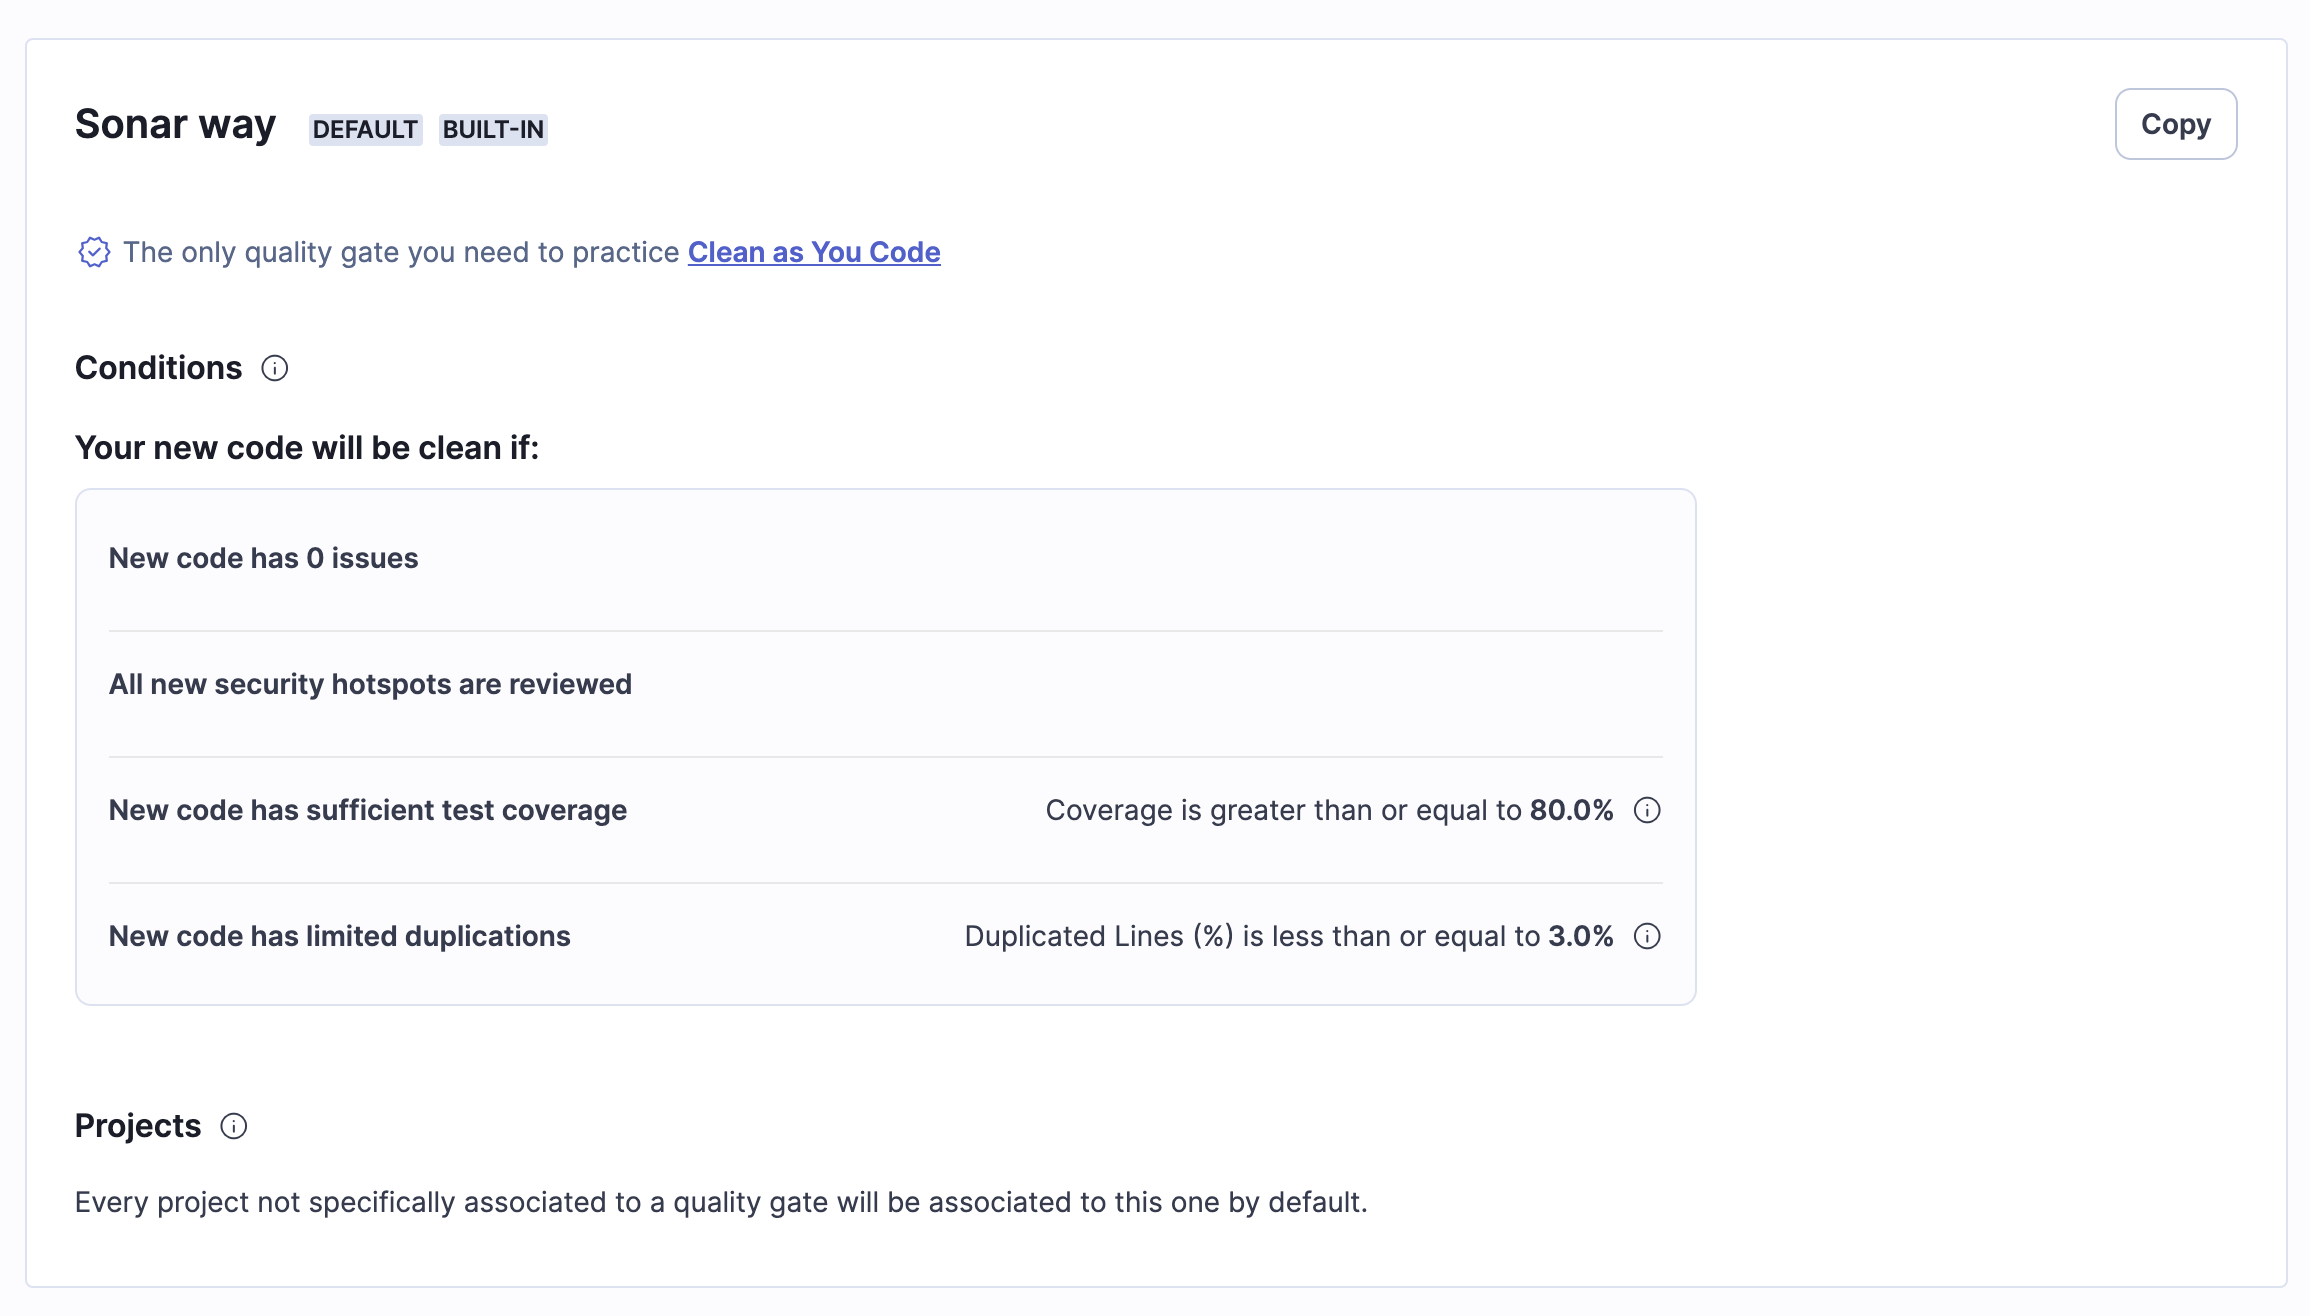 Sonar way DEFAULT BUILT-IN Copy
The only quality gate you need to practice Clean as You Code
Conditions
Your new code will be clean if:
New code has 0 issues
All new security hotspots are reviewed
New code has sufficient test coverage Coverage is greater than or equal to 80.0%
New code has limited duplications Duplicated Lines (%) is less than or equal to 3.0%
Projects
Every project not specifically associated to a quality gate will be associated to this one by default.